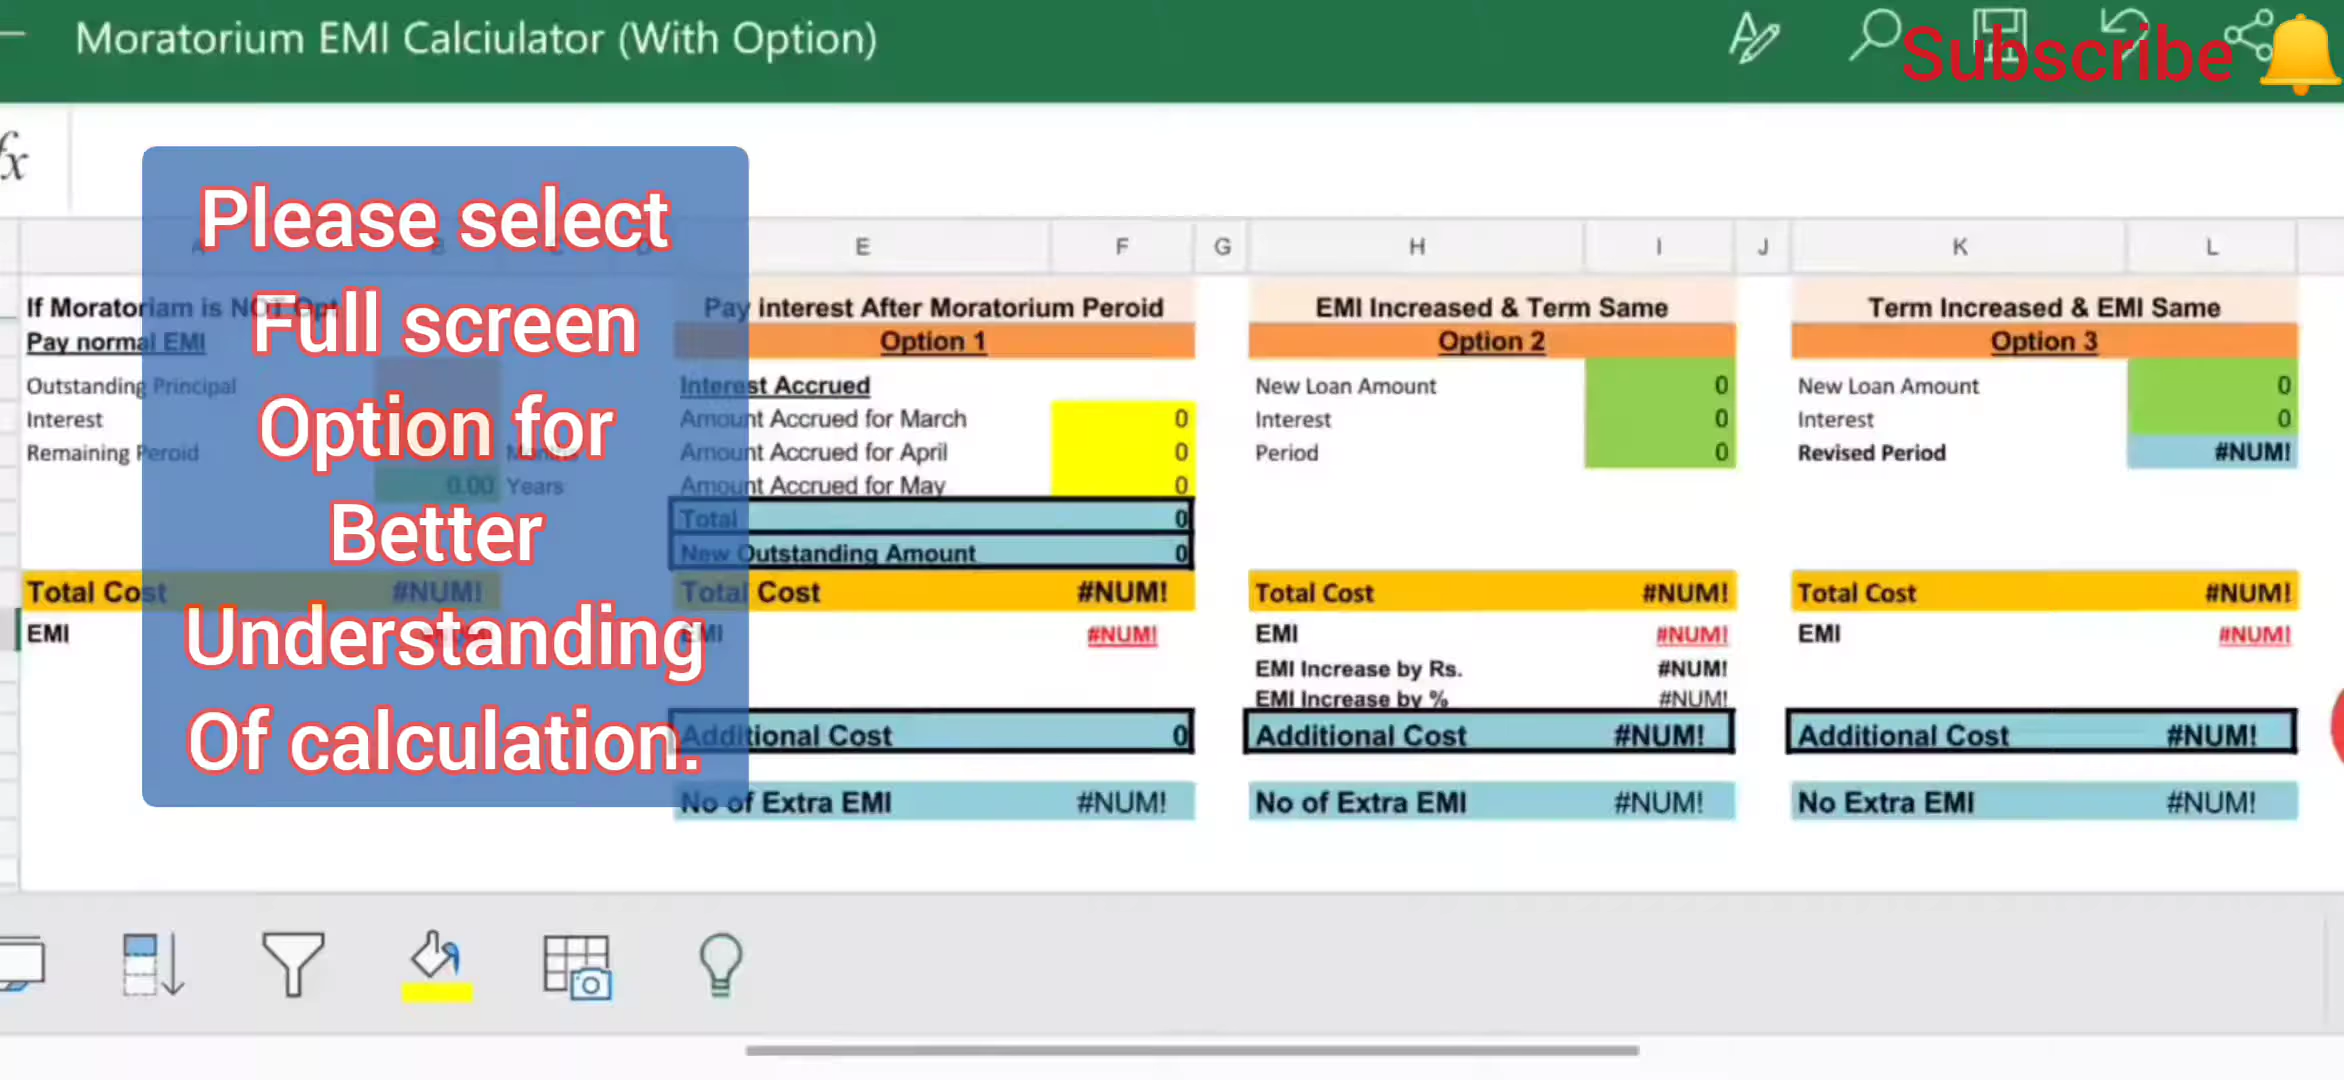 Moratorium EMI Calciulator (With Option)
Subscribe
fx
Please select
Full screen
Option for
Better
Understanding
Of calculation.
A B C D E F G H I J K L
If Moratoriam is NOT Opt
Pay normal EMI
Outstanding Principal
Interest
Remaining Peroid Months
0.00 Years
Total Cost #NUM!
EMI
Pay interest After Moratorium Peroid
Option 1
Interest Accrued
Amount Accrued for March 0
Amount Accrued for April 0
Amount Accrued for May 0
Total 0
New Outstanding Amount 0
Total Cost #NUM!
EMI #NUM!
Additional Cost 0
No of Extra EMI #NUM!
EMI Increased & Term Same
Option 2
New Loan Amount 0
Interest 0
Period 0
Total Cost #NUM!
EMI #NUM!
EMI Increase by Rs. #NUM!
EMI Increase by % #NUM!
Additional Cost #NUM!
No of Extra EMI #NUM!
Term Increased & EMI Same
Option 3
New Loan Amount 0
Interest 0
Revised Period #NUM!
Total Cost #NUM!
EMI #NUM!
Additional Cost #NUM!
No Extra EMI #NUM!